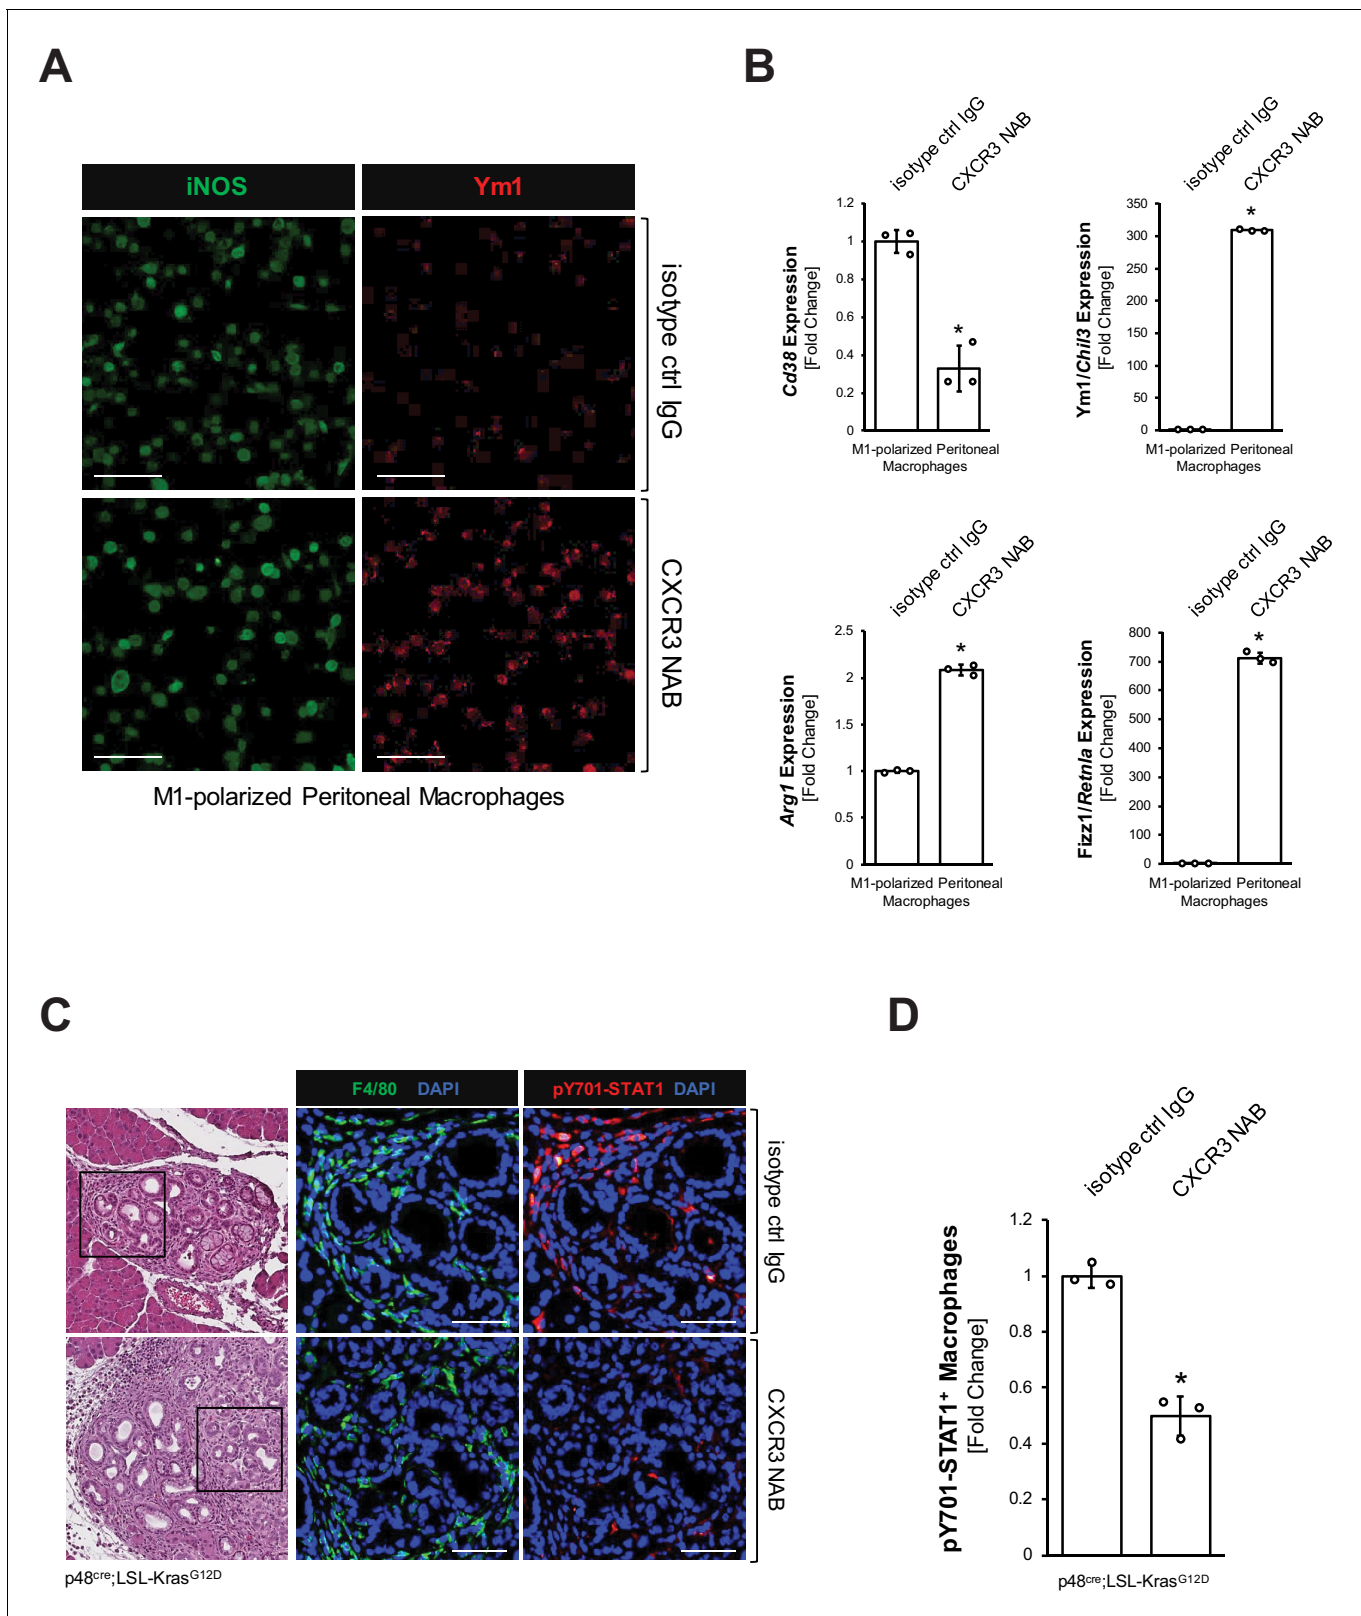 A
iNOS
Ym1
isotype ctrl IgG
CXCR3 NAB
M1-polarized Peritoneal Macrophages
B
isotype ctrl IgG
CXCR3 NAB
Cd38 Expression
[Fold Change]
1.2
1
0.8
0.6
0.4
0.2
0
*
M1-polarized Peritoneal
Macrophages
isotype ctrl IgG
CXCR3 NAB
Ym1/Chil3 Expression
[Fold Change]
350
300
250
200
150
100
50
0
*
M1-polarized Peritoneal
Macrophages
isotype ctrl IgG
CXCR3 NAB
Arg1 Expression
[Fold Change]
2.5
2
1.5
1
0.5
0
*
M1-polarized Peritoneal
Macrophages
isotype ctrl IgG
CXCR3 NAB
Fizz1/Retnla Expression
[Fold Change]
800
700
600
500
400
300
200
100
0
*
M1-polarized Peritoneal
Macrophages
C
F4/80 DAPI
pY701-STAT1 DAPI
isotype ctrl IgG
CXCR3 NAB
p48cre;LSL-KrasG12D
D
isotype ctrl IgG
CXCR3 NAB
pY701-STAT1+ Macrophages
[Fold Change]
1.2
1
0.8
0.6
0.4
0.2
0
*
p48cre;LSL-KrasG12D